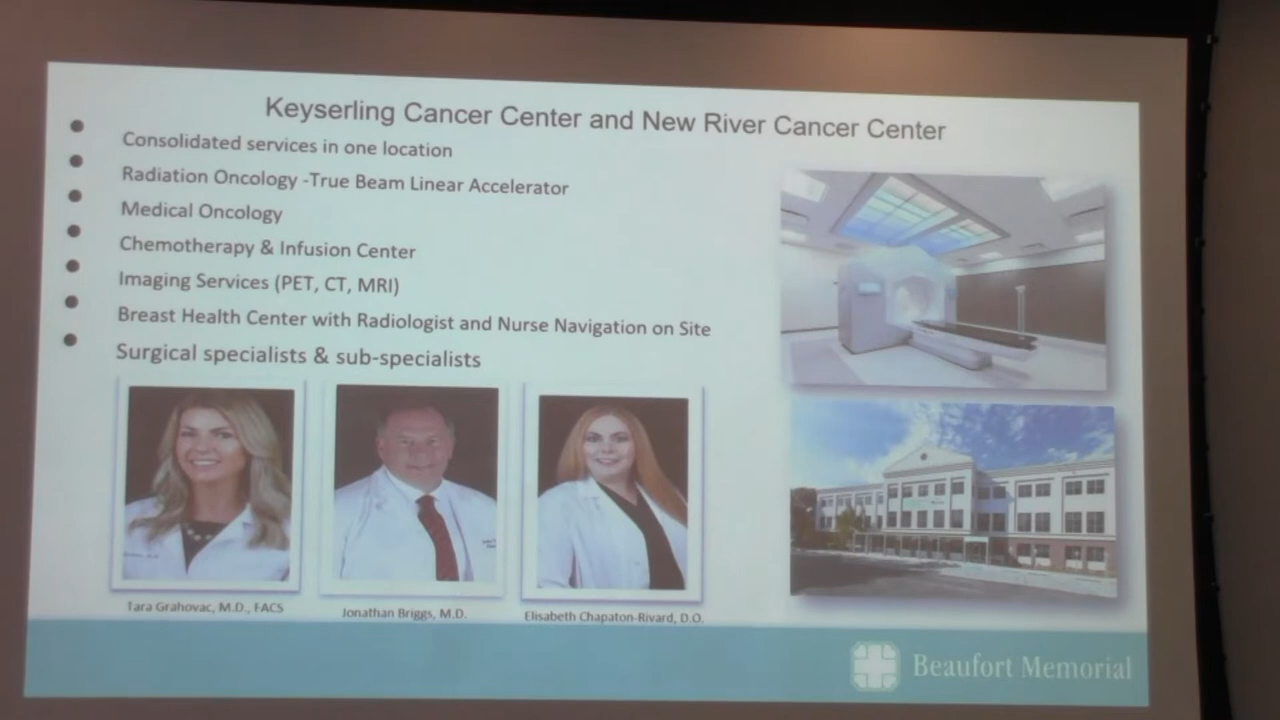 Keyserling Cancer Center and New River Cancer Center
Consolidated services in one location
Radiation Oncology -True Beam Linear Accelerator
Medical Oncology
Chemotherapy & Infusion Center
Imaging Services (PET, CT, MRI)
Breast Health Center with Radiologist and Nurse Navigation on Site
Surgical specialists & sub-specialists
Tara Grahovac, M.D., FACS
Jonathan Briggs, M.D.
Elisabeth Chapaton-Rivard, D.O.
Beaufort Memorial